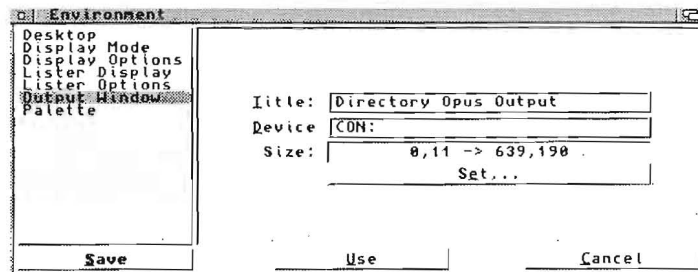 Environment
Desktop
Display Mode
Display Options
Lister Display
Lister Options
Output Window
Palette
Title: Directory Opus Output
Device CON:
Size: 0,11 -> 639,190
Set...
Save Use Cancel